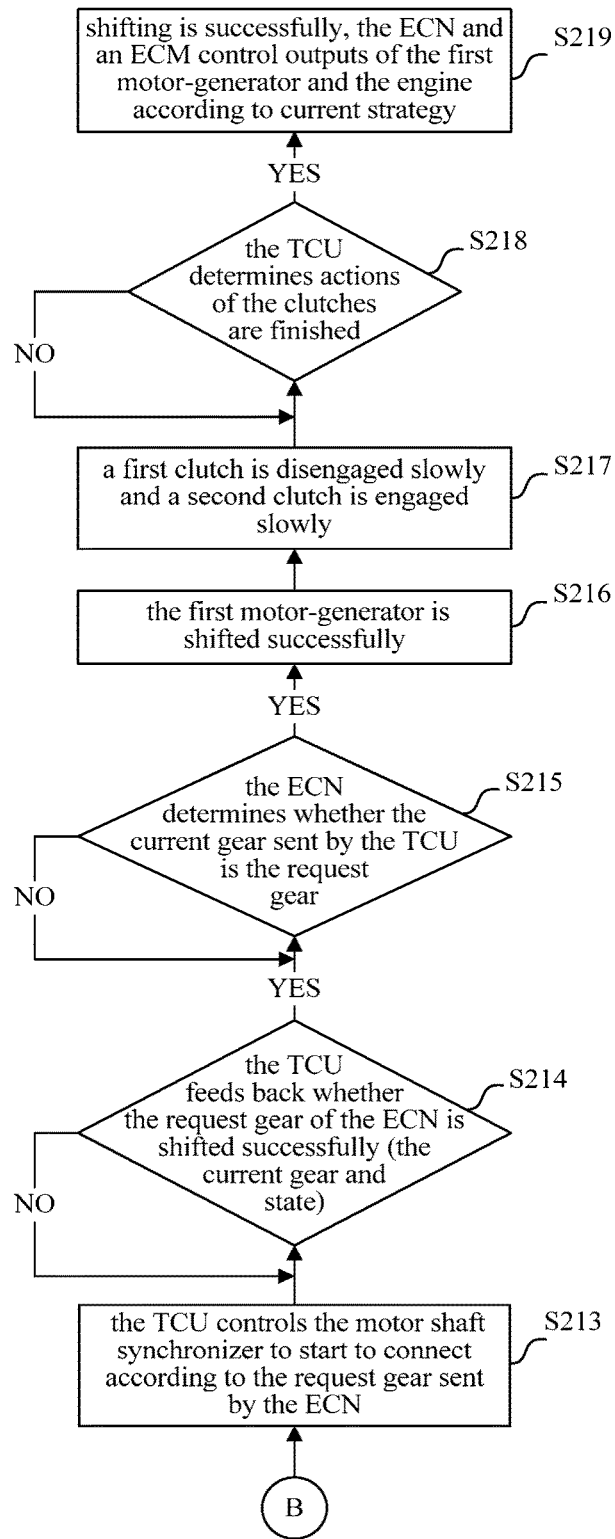 shifting is successfully, the ECN and
an ECM control outputs of the first
motor-generator and the engine
according to current strategy
S219
YES
the TCU
determines actions
of the clutches
are finished
S218
NO
a first clutch is disengaged slowly
and a second clutch is engaged
slowly
S217
the first motor-generator is
shifted successfully
S216
YES
the ECN
determines whether the
current gear sent by the TCU
is the request
gear
S215
NO
YES
the TCU
feeds back whether
the request gear of the ECN is
shifted successfully (the
current gear and
state)
S214
NO
the TCU controls the motor shaft
synchronizer to start to connect
according to the request gear sent
by the ECN
S213
B